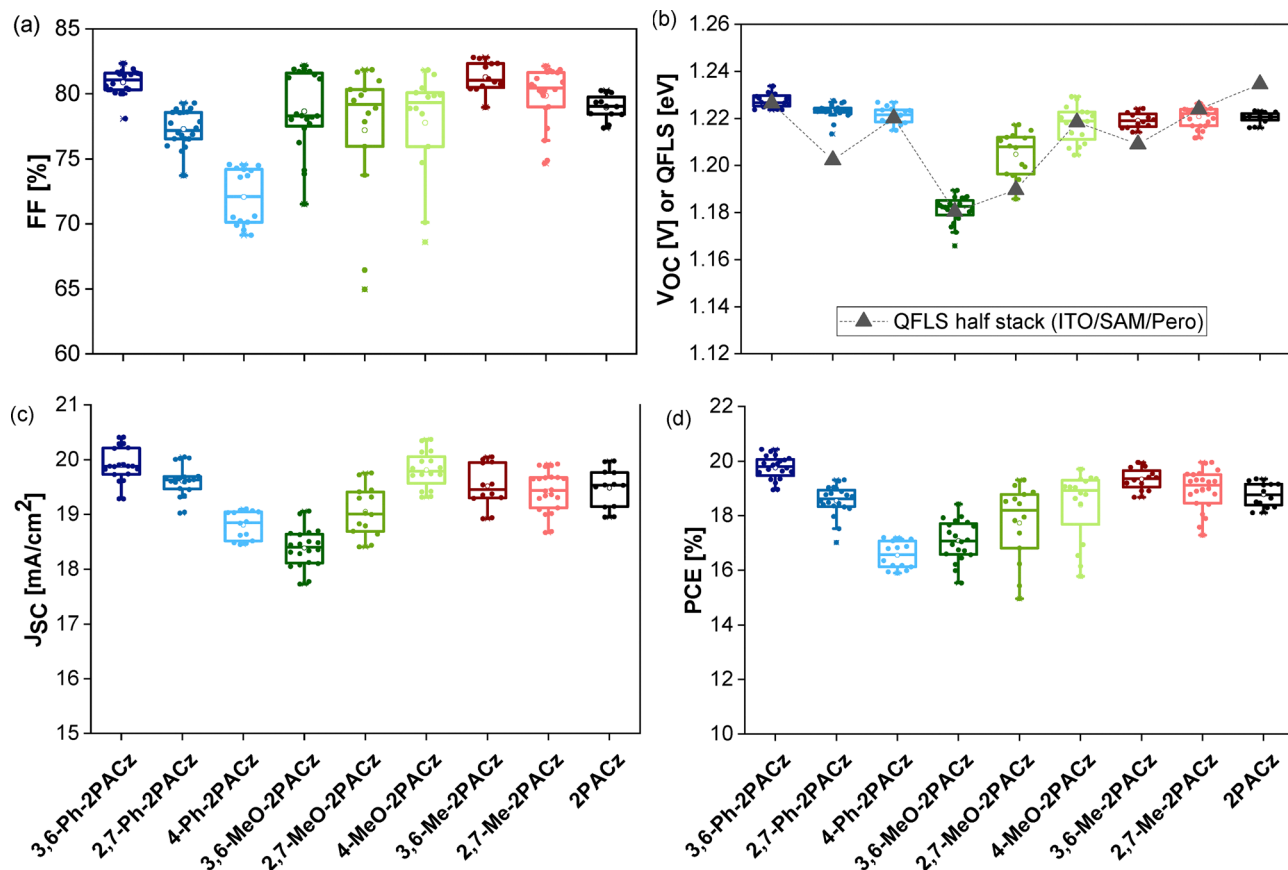 (a)
FF [%]
85
80
75
70
65
60
(b)
VOC [V] or QFLS [eV]
1.26
1.24
1.22
1.20
1.18
1.16
1.14
1.12
QFLS half stack (ITO/SAM/Pero)
(c)
JSC [mA/cm2]
21
20
19
18
17
16
15
3,6-Ph-2PACz
2,7-Ph-2PACz
4-Ph-2PACz
3,6-MeO-2PACz
2,7-MeO-2PACz
4-MeO-2PACz
3,6-Me-2PACz
2,7-Me-2PACz
2PACz
(d)
PCE [%]
22
20
18
16
14
12
10
3,6-Ph-2PACz
2,7-Ph-2PACz
4-Ph-2PACz
3,6-MeO-2PACz
2,7-MeO-2PACz
4-MeO-2PACz
3,6-Me-2PACz
2,7-Me-2PACz
2PACz